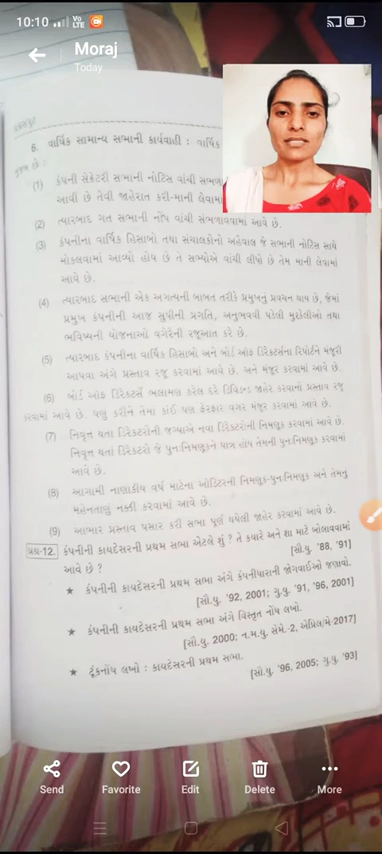 10:10
Vo LTE
Moraj
Today
6. વાર્ષિક સામાન્ય સભાની કાર્યવાહી : વાર્ષિક
મુજબ છે :
(1) કંપની સેક્રેટરી સભાની નોટિસ વાંચી સંભળા
આવી છે તેવી જાહેરાત કરી-માની લેવામા
(2) ત્યારબાદ ગત સભાની નોંધ વાંચી સંભળાવવામાં આવે છે.
(3) કંપનીના વાર્ષિક હિસાબો તથા સંચાલકોનો અહેવાલ જે સભાની નોટિસ સાથે
મોકલવામાં આવ્યો હોય છે તે સભ્યોએ વાંચી લીધો છે તેમ માની લેવામાં
આવે છે.
(4) ત્યારબાદ સભાની એક અગત્યની બાબત તરીકે પ્રમુખનું પ્રવચન થાય છે, જેમાં
પ્રમુખ કંપનીની આજ સુધીની પ્રગતિ, અનુભવવી પડેલી મુશ્કેલીઓ તથા
ભવિષ્યની યોજનાઓ વગેરેની રજૂઆત કરે છે.
(5) ત્યારબાદ કંપનીના વાર્ષિક હિસાબો અને બોર્ડ ઓફ ડિરેક્ટર્સના રિપોર્ટને મંજૂરી
આપવા અંગે પ્રસ્તાવ રજૂ કરવામાં આવે છે. અને મંજૂર કરવામાં આવે છે.
(6) બોર્ડ ઓફ ડિરેક્ટર્સે ભલામણ કરેલ દરે ડિવિડન્ડ જાહેર કરવાનો પ્રસ્તાવ રજૂ
કરવામાં આવે છે. ઘણું કરીને તેમા કાંઈ પણ ફેરફાર વગર મંજૂર કરવામાં આવે છે.
(7) નિવૃત્ત થતાં ડિરેક્ટરોની જગ્યાએ નવા ડિરેક્ટરોની નિમણૂક કરવામાં આવે છે.
નિવૃત્ત થતાં ડિરેક્ટરો જે પુનઃનિમણૂકને પાત્ર હોય તેમની પુનઃનિમણૂક કરવામાં
આવે છે.
(8) આગામી નાણાકીય વર્ષ માટેના ઓડિટરની નિમણૂક-પુનઃનિમણૂક અને તેમનું
મહેનતાણું નક્કી કરવામાં આવે છે.
(9) આભાર પ્રસ્તાવ પસાર કરી સભા પૂર્ણ થયેલી જાહેર કરવામાં આવે છે.
પ્રશ્ન-12. કંપનીની કાયદેસરની પ્રથમ સભા એટલે શું ? તે ક્યારે અને શા માટે બોલાવવામાં
આવે છે ? [સૌ.યુ. '88, '91]
★ કંપનીની કાયદેસરની પ્રથમ સભા અંગે કંપનીધારાની જોગવાઈઓ જણાવો.
[સૌ.યુ. '92, 2001; ગુ.યુ. '91, '96, 2001]
★ કંપનીની કાયદેસરની પ્રથમ સભા અંગે વિસ્તૃત નોંધ લખો.
[સૌ.યુ. 2000; ન.મ.યુ. સેમે.-2, એપ્રિલ/મે-2017]
★ ટૂંકનોંધ લખો : કાયદેસરની પ્રથમ સભા.
[સૌ.યુ. '96, 2005; ગુ.યુ. '93]
Send
Favorite
Edit
Delete
More